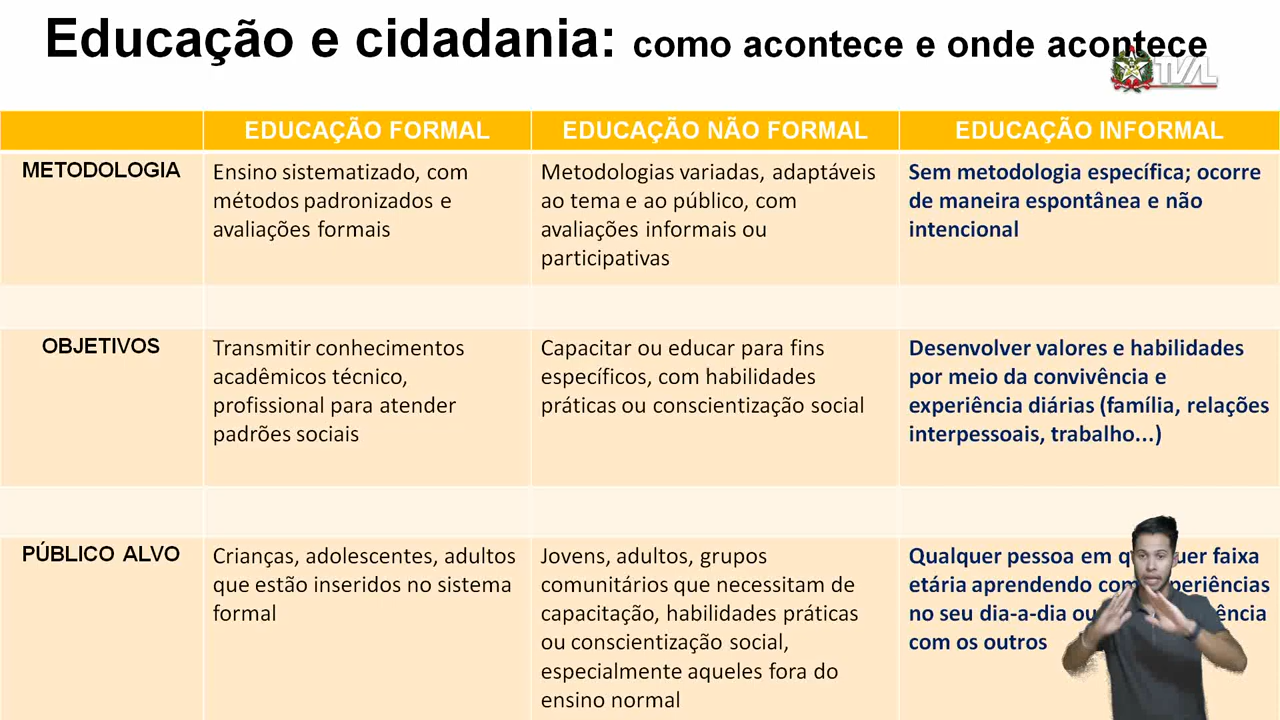 Educação e cidadania: como acontece e onde acontece
TVAL
EDUCAÇÃO FORMAL
EDUCAÇÃO NÃO FORMAL
EDUCAÇÃO INFORMAL
METODOLOGIA
Ensino sistematizado, com
métodos padronizados e
avaliações formais
Metodologias variadas, adaptáveis
ao tema e ao público, com
avaliações informais ou
participativas
Sem metodologia específica; ocorre
de maneira espontânea e não
intencional
OBJETIVOS
Transmitir conhecimentos
acadêmicos técnico,
profissional para atender
padrões sociais
Capacitar ou educar para fins
específicos, com habilidades
práticas ou conscientização social
Desenvolver valores e habilidades
por meio da convivência e
experiência diárias (família, relações
interpessoais, trabalho...)
PÚBLICO ALVO
Crianças, adolescentes, adultos
que estão inseridos no sistema
formal
Jovens, adultos, grupos
comunitários que necessitam de
capacitação, habilidades práticas
ou conscientização social,
especialmente aqueles fora do
ensino normal
Qualquer pessoa em qualquer faixa
etária aprendendo com experiências
no seu dia-a-dia ou
com os outros